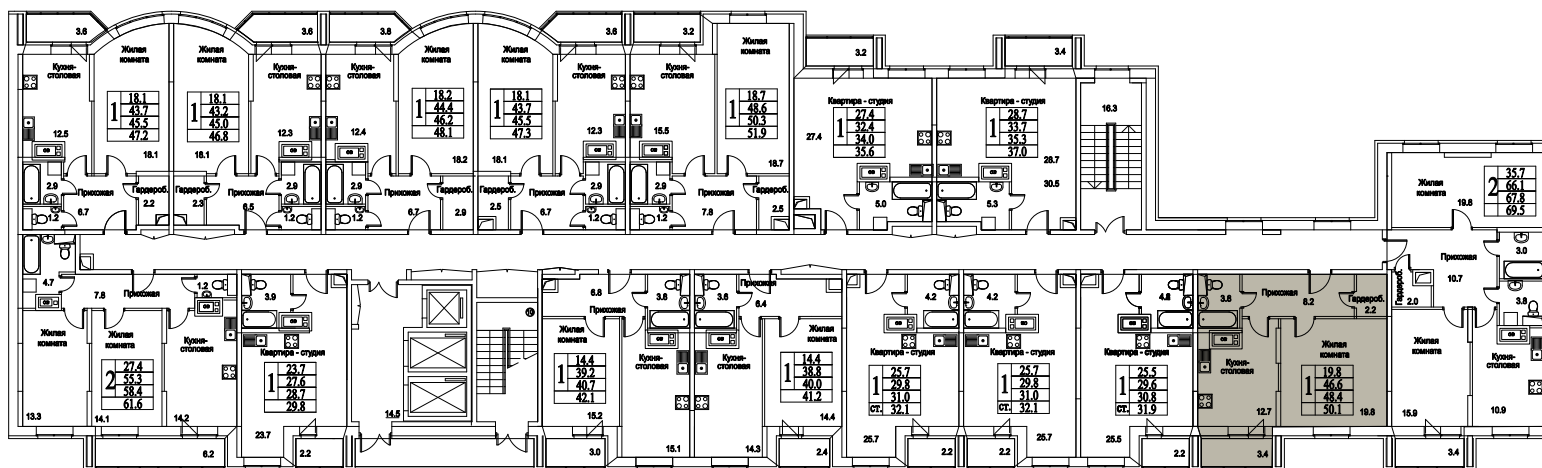 3.6
3.6
3.8
3.6
3.2
Жилая
комната
Жилая
комната
Жилая
комната
Жилая
комната
Жилая
комната
Кухня-
столовая
Кухня-
столовая
Кухня-
столовая
Кухня-
столовая
Кухня-
столовая
1
18.1
43.7
45.5
47.2
1
18.1
43.2
45.0
46.8
1
18.2
44.4
46.2
48.1
1
18.1
43.7
45.5
47.3
1
18.7
48.6
50.3
51.9
12.5
18.1
18.1
12.3
12.4
18.2
18.1
12.3
15.5
18.7
2.9
1.2
6.7
Прихожая
Гардероб.
2.2
Гардероб.
2.3
Прихожая
6.5
2.9
1.2
2.9
1.2
Прихожая
6.7
Гардероб.
2.9
Гардероб.
2.5
Прихожая
6.7
2.9
1.2
2.9
1.2
Прихожая
7.8
Гардероб.
2.5
3.2
3.4
Квартира - студия
1
27.4
32.4
34.0
35.6
27.4
5.0
Квартира - студия
1
28.7
33.7
35.3
37.0
28.7
30.5
5.3
16.3
Жилая
комната
2
35.7
66.1
67.8
69.5
19.8
Прихожая
10.7
3.0
3.8
Гардероб.
2.0
Жилая
комната
15.9
Кухня-
столовая
10.9
3.4
4.7
7.8
Прихожая
1.2
Жилая
комната
Жилая
комната
Кухня-
столовая
2
27.4
55.3
58.4
61.6
13.3
14.1
14.2
6.2
3.9
Квартира - студия
1
23.7
27.6
28.7
29.8
23.7
2.2
14.5
6.8
Прихожая
3.8
Жилая
комната
Кухня-
столовая
1
14.4
39.2
40.7
42.1
15.2
15.1
3.0
3.6
Прихожая
6.4
Кухня-
столовая
Жилая
комната
1
14.4
38.8
40.0
41.2
14.4
14.3
2.4
4.2
Квартира - студия
1
ст.
25.7
29.8
31.0
32.1
25.7
2.2
4.2
Квартира - студия
1
ст.
25.7
29.8
31.0
32.1
25.7
2.2
4.2
Квартира - студия
1
ст.
25.5
29.6
30.8
31.9
25.5
2.2
3.8
Прихожая
8.2
Гардероб.
2.2
Кухня-
столовая
Жилая
комната
1
19.8
46.6
48.4
50.1
12.7
19.8
3.4